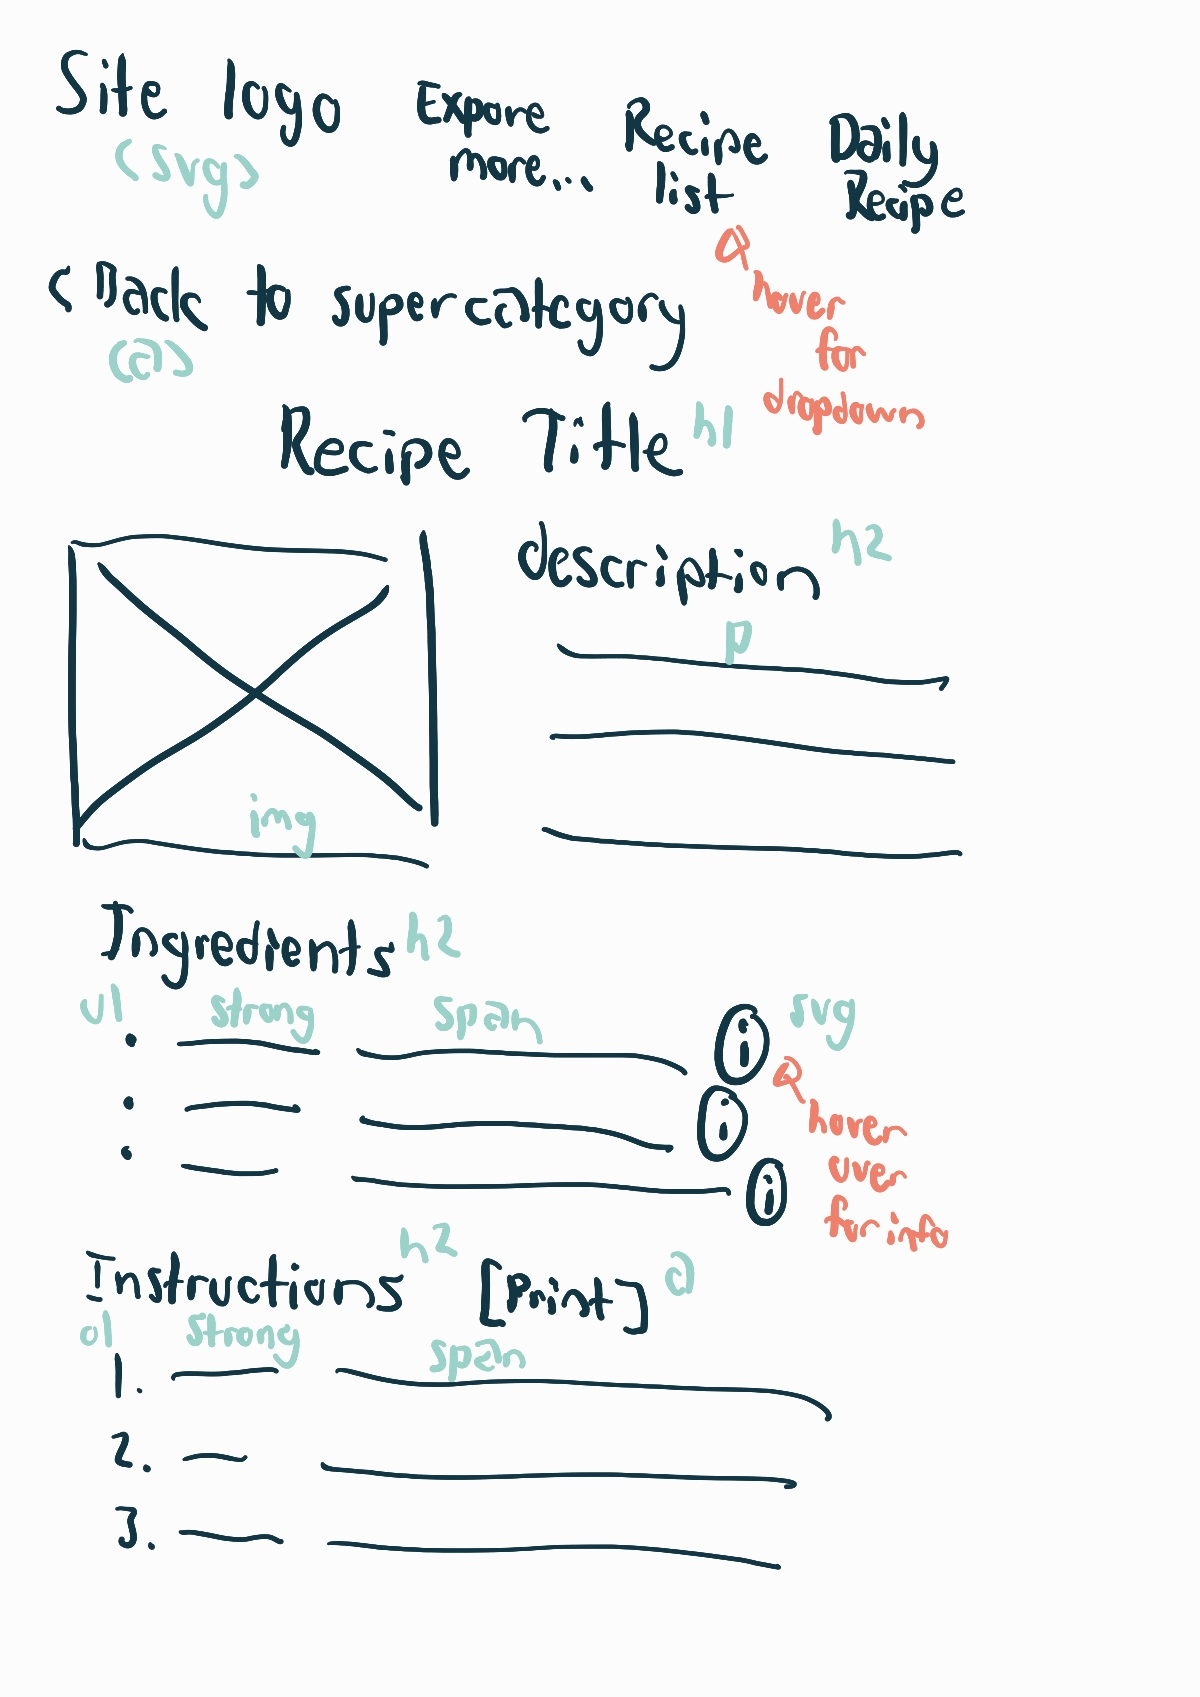 Site logo
(svg)
Expore
more...
Recipe
list
Daily
Recipe
hover
for
dropdown
< Back to supercategory
(a)
Recipe Title h1
description h2
p
img
Ingredients h2
ul strong span
i svg
i
i
hover
over
for info
Instructions h2 [Print] a
ol strong span
1.
2.
3.